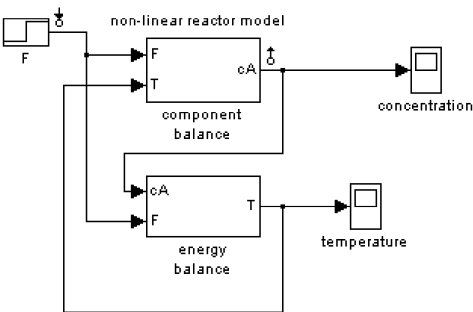 non-linear reactor model
F
F
T
cA
component
balance
concentration
cA
F
T
energy
balance
temperature